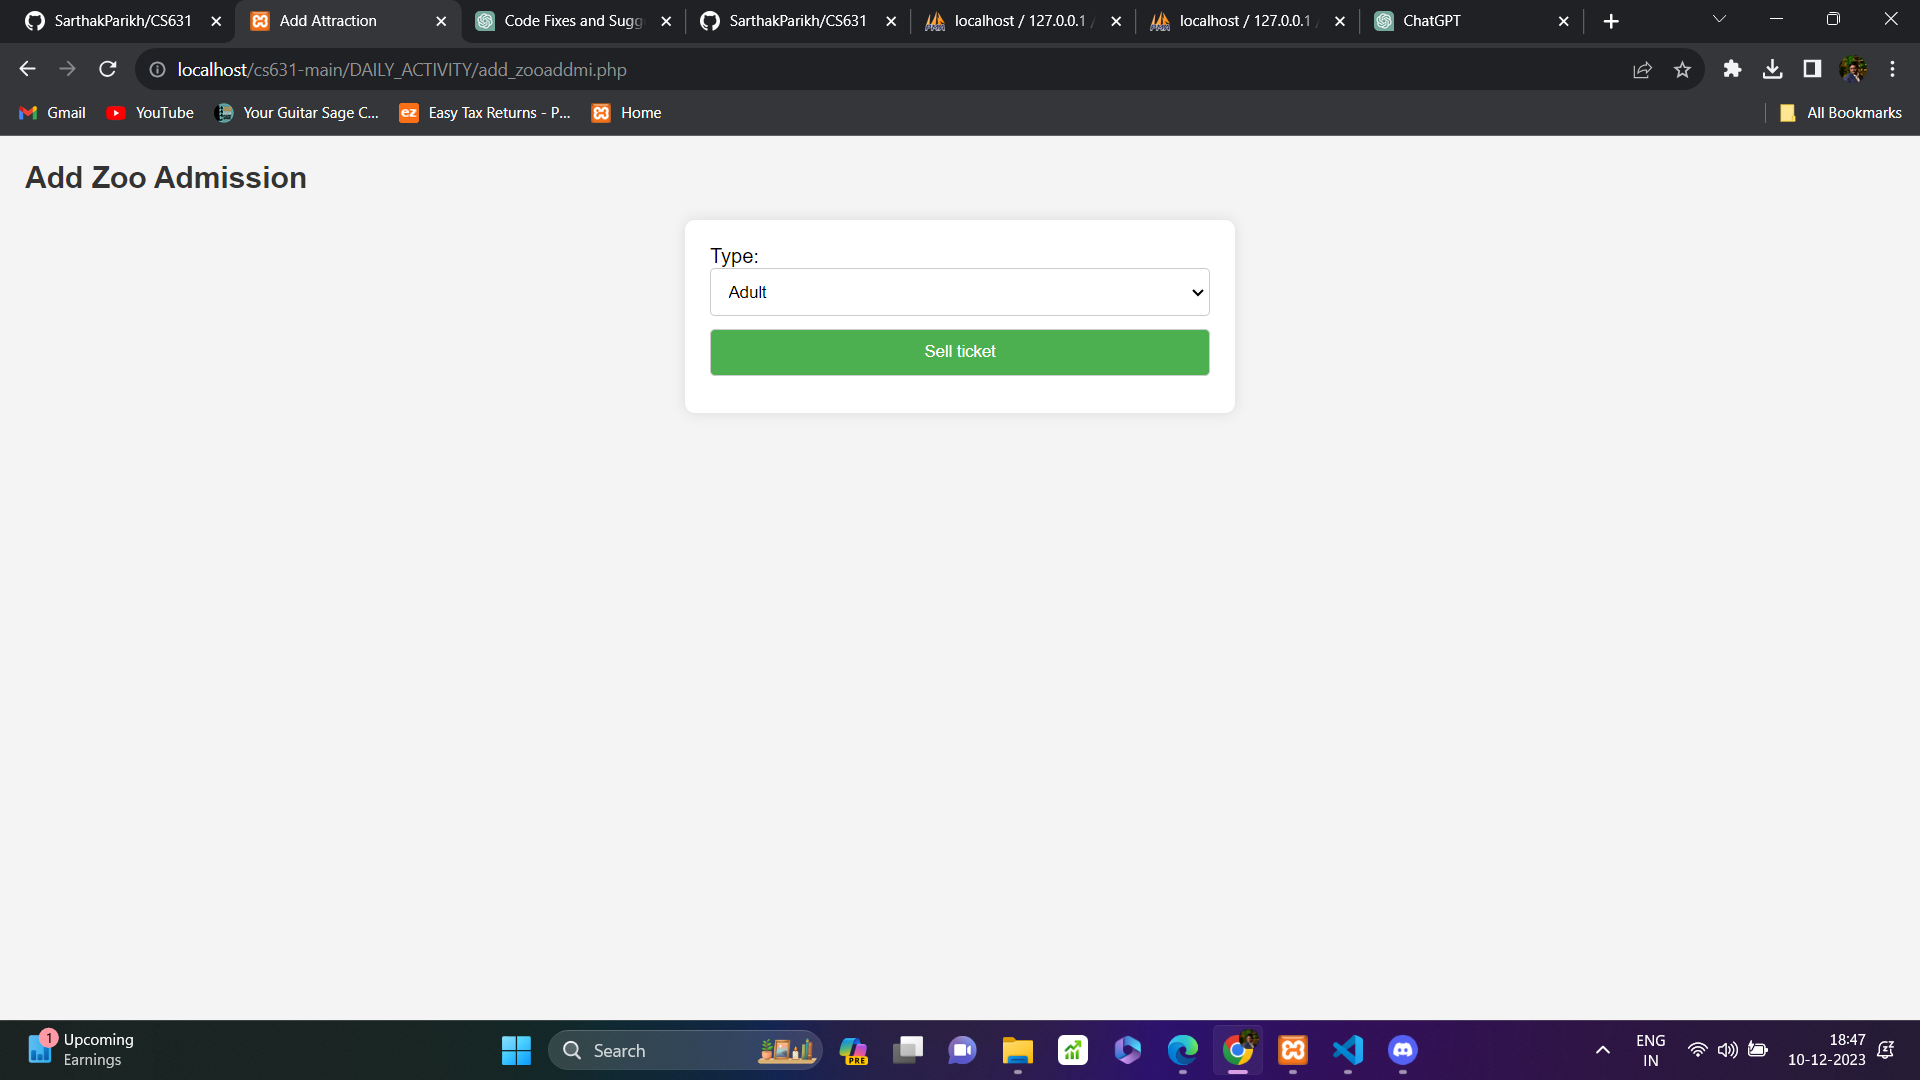 SarthakParikh/CS631
Add Attraction
Code Fixes and Sugg
SarthakParikh/CS631
localhost / 127.0.0.1 /
localhost / 127.0.0.1 /
ChatGPT
localhost/cs631-main/DAILY_ACTIVITY/add_zooaddmi.php
Gmail
YouTube
Your Guitar Sage C...
ez
Easy Tax Returns - P...
Home
All Bookmarks
Add Zoo Admission
Type:
Adult
Sell ticket
1
Upcoming
Earnings
Search
PRE
ENG
IN
18:47
10-12-2023